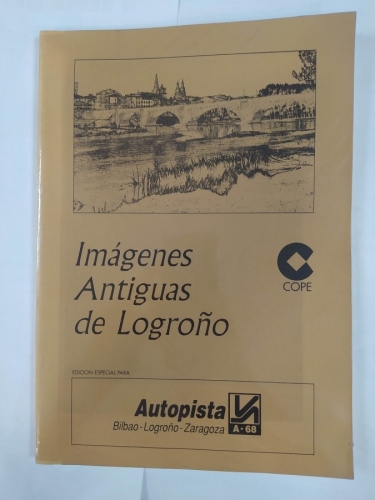 Imágenes
Antiguas
de Logroño
COPE
EDICION ESPECIAL PARA
Autopista
Bilbao-Logroño-Zaragoza
A-68